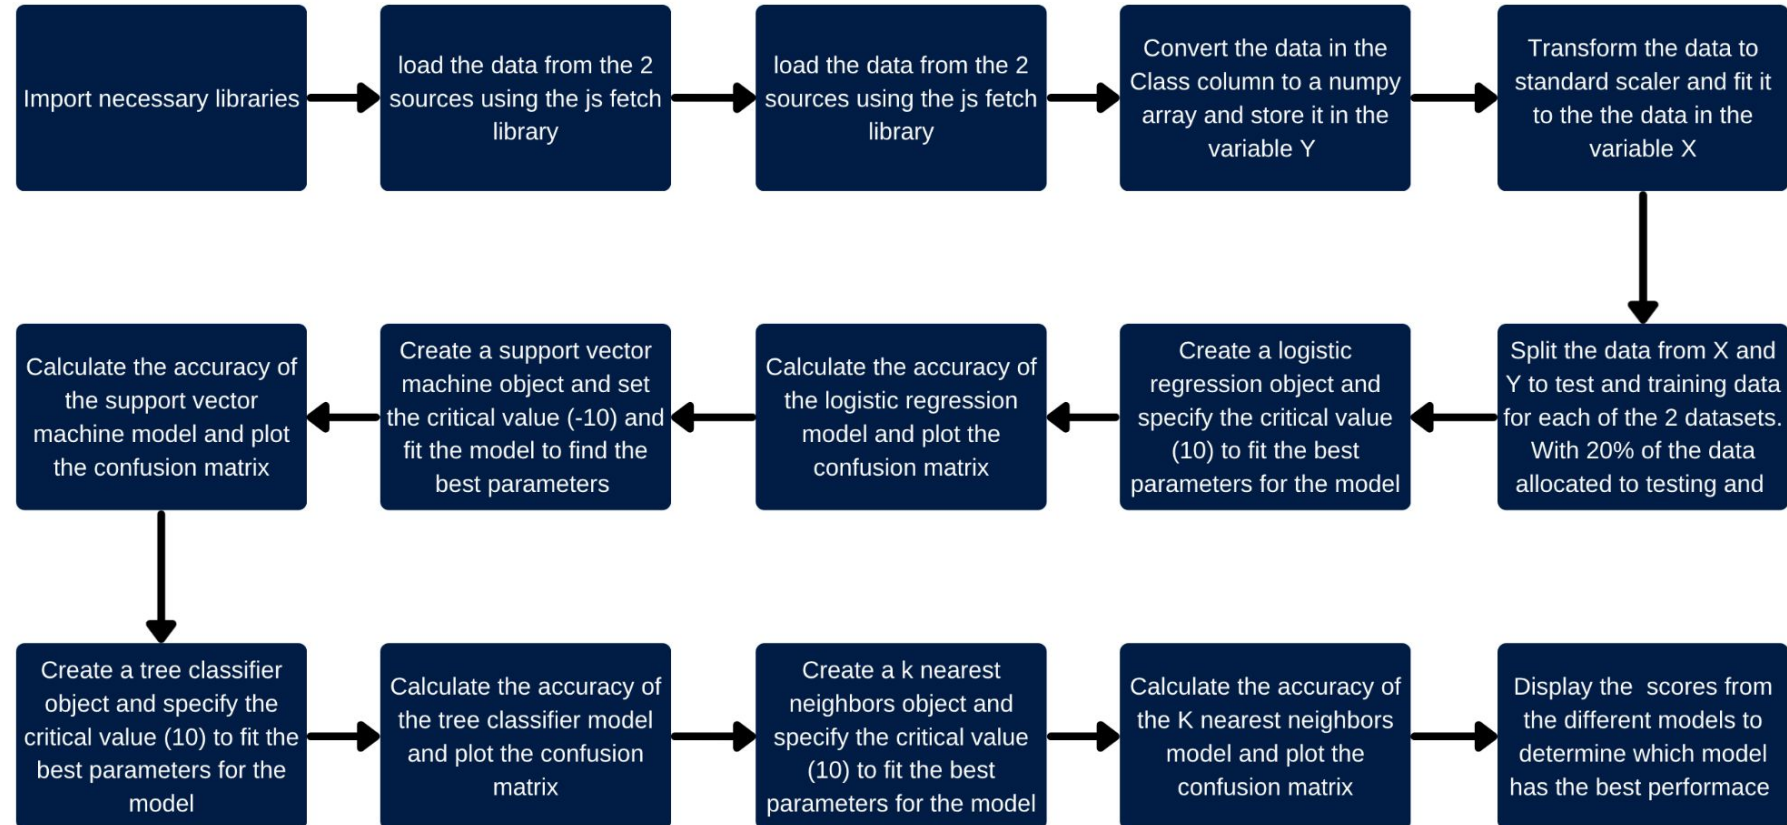 Import necessary libraries
load the data from the 2
sources using the js fetch
library
load the data from the 2
sources using the js fetch
library
Convert the data in the
Class column to a numpy
array and store it in the
variable Y
Transform the data to
standard scaler and fit it
to the the data in the
variable X
Split the data from X and
Y to test and training data
for each of the 2 datasets.
With 20% of the data
allocated to testing and
Create a logistic
regression object and
specify the critical value
(10) to fit the best
parameters for the model
Calculate the accuracy of
the logistic regression
model and plot the
confusion matrix
Create a support vector
machine object and set
the critical value (-10) and
fit the model to find the
best parameters
Calculate the accuracy of
the support vector
machine model and plot
the confusion matrix
Create a tree classifier
object and specify the
critical value (10) to fit the
best parameters for the
model
Calculate the accuracy of
the tree classifier model
and plot the confusion
matrix
Create a k nearest
neighbors object and
specify the critical value
(10) to fit the best
parameters for the model
Calculate the accuracy of
the K nearest neighbors
model and plot the
confusion matrix
Display the  scores from
the different models to
determine which model
has the best performace